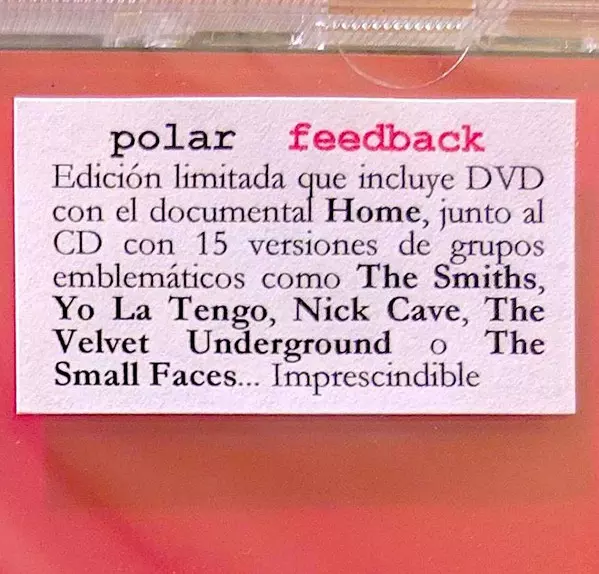 polar feedback
Edición limitada que incluye DVD
con el documental Home, junto al
CD con 15 versiones de grupos
emblemáticos como The Smiths,
Yo La Tengo, Nick Cave, The
Velvet Underground o The
Small Faces... Imprescindible